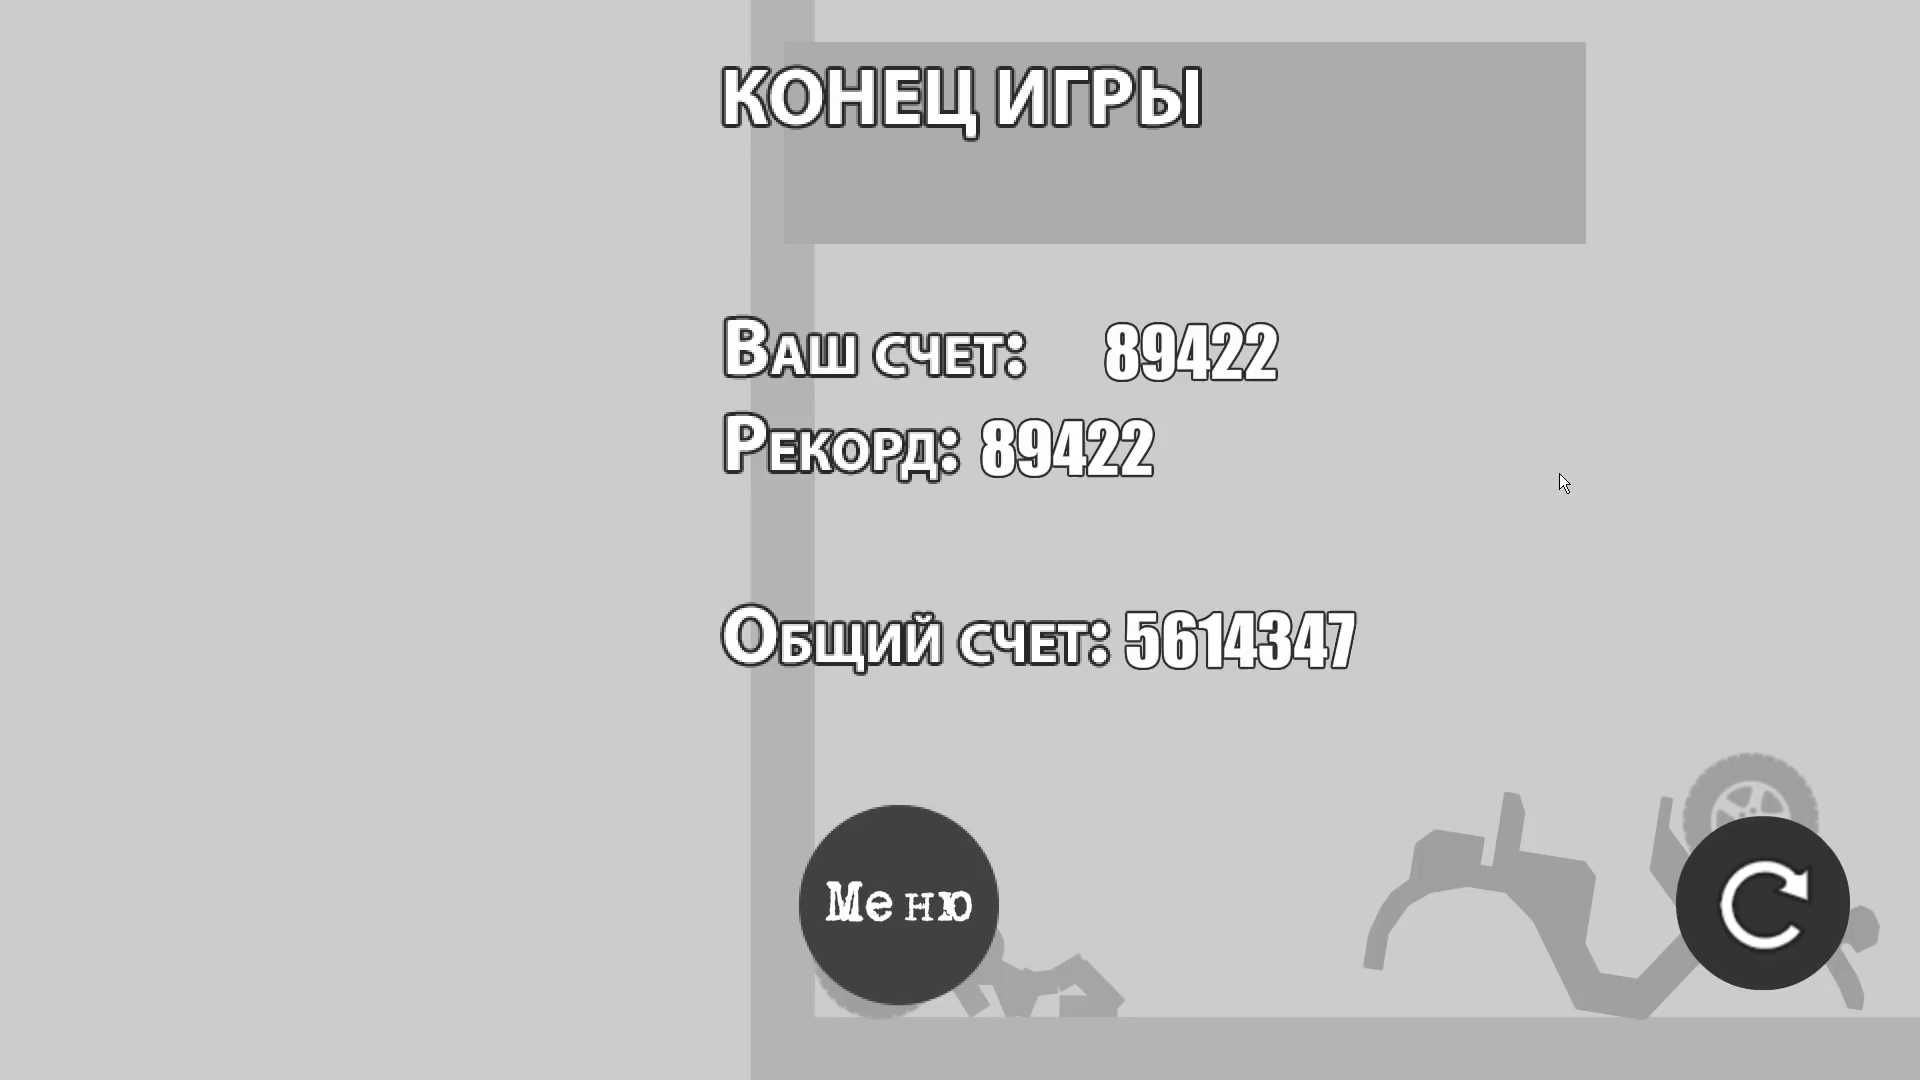 КОНЕЦ ИГРЫ
Ваш счет: 89422
Рекорд: 89422
Общий счет: 5614347
Меню